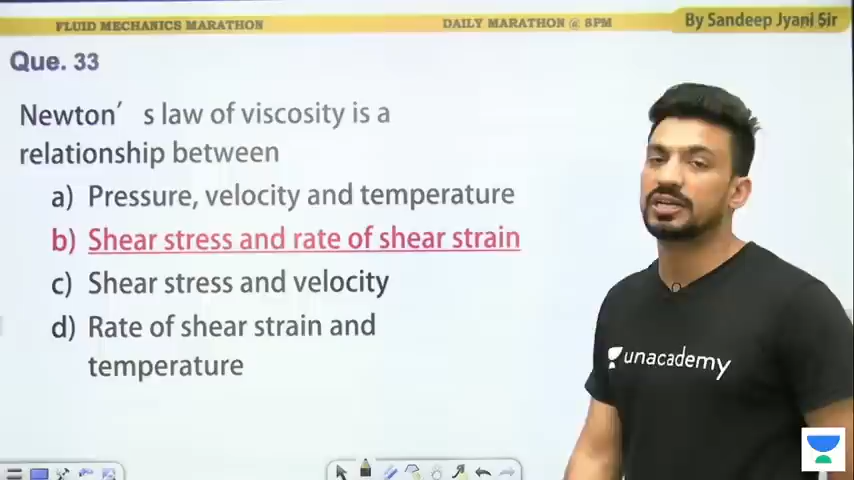 FLUID MECHANICS MARATHON
DAILY MARATHON @ 8PM
By Sandeep Jyani Sir
Que. 33
Newton′ s law of viscosity is a
relationship between
a) Pressure, velocity and temperature
b) Shear stress and rate of shear strain
c) Shear stress and velocity
d) Rate of shear strain and
temperature
unacademy